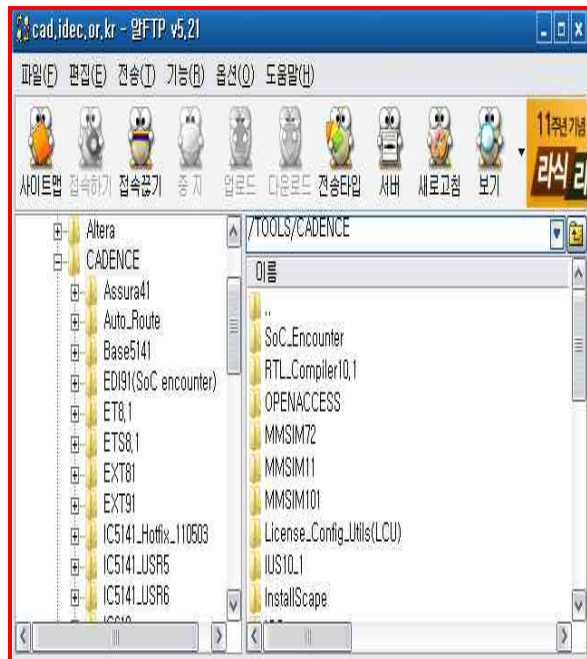 cad,idec,or,kr - 알FTP v5,21
파일(F) 편집(E) 전송(T) 기능(R) 옵션(O) 도움말(H)
11주년기념
라식
사이트맵 접속하기 접속끊기 중 지 업로드 다운로드 전송타입 서버 새로고침 보기
Altera
CADENCE
Assura41
Auto_Route
Base5141
EDI91(SoC encounter)
ET8,1
ETS8,1
EXT81
EXT91
IC5141_Hotfix_110503
IC5141_USR5
IC5141_USR6
/TOOLS/CADENCE
이름
..
SoC_Encounter
RTL_Compiler10,1
OPENACCESS
MMSIM72
MMSIM11
MMSIM101
License_Config_Utils(LCU)
IUS10_1
InstallScape